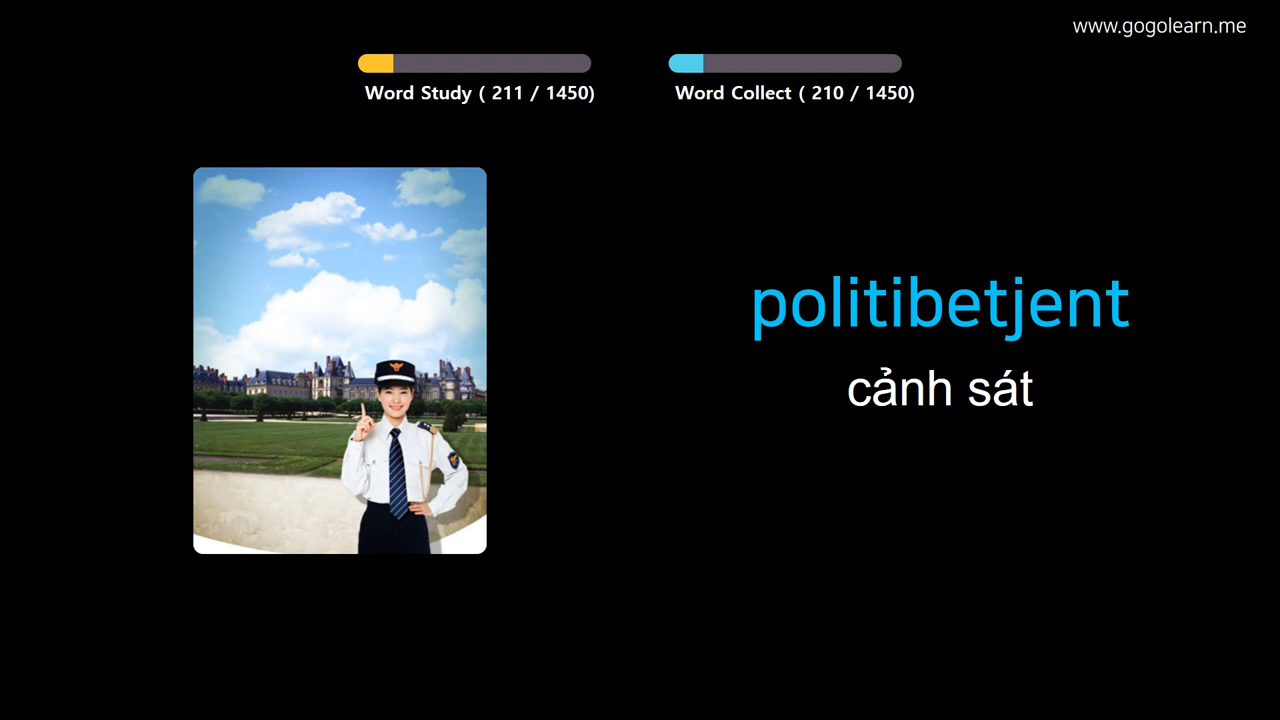 www.gogolearn.me
Word Study ( 211 / 1450)
Word Collect ( 210 / 1450)
politibetjent
cảnh sát